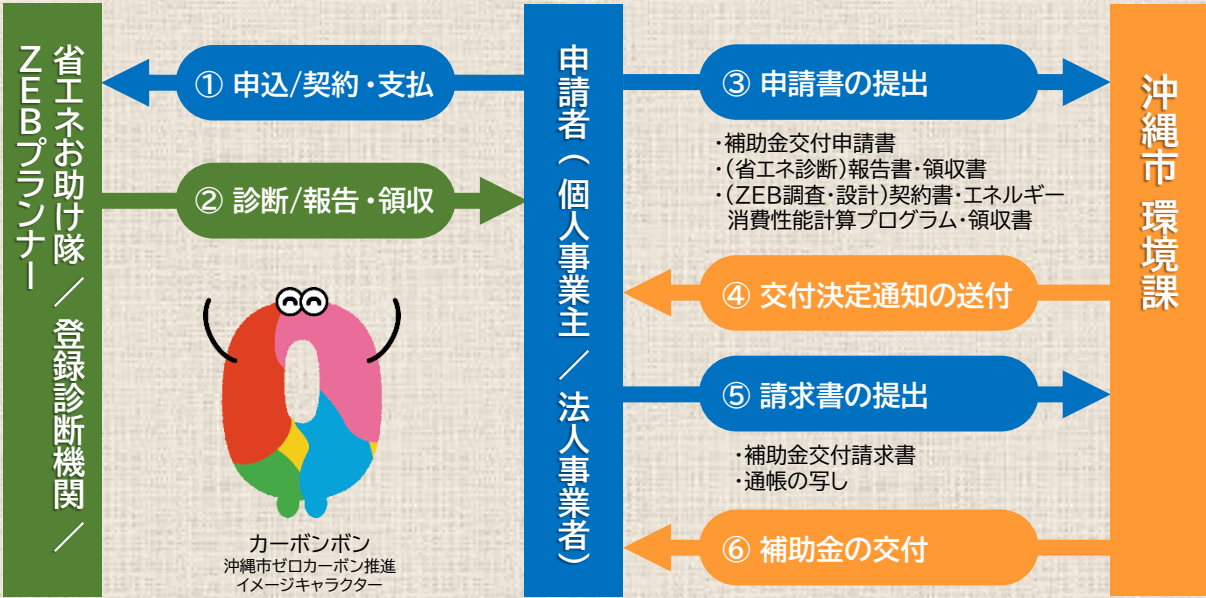 省エネお助け隊／登録診断機関／
ZEBプランナー
① 申込/契約・支払
② 診断/報告・領収
カーボンボン
沖縄市ゼロカーボン推進
イメージキャラクター
申請者（個人事業主／法人事業者）
③ 申請書の提出
・補助金交付申請書
・(省エネ診断)報告書・領収書
・(ZEB調査・設計)契約書・エネルギー
消費性能計算プログラム・領収書
④ 交付決定通知の送付
⑤ 請求書の提出
・補助金交付請求書
・通帳の写し
⑥ 補助金の交付
沖縄市 環境課